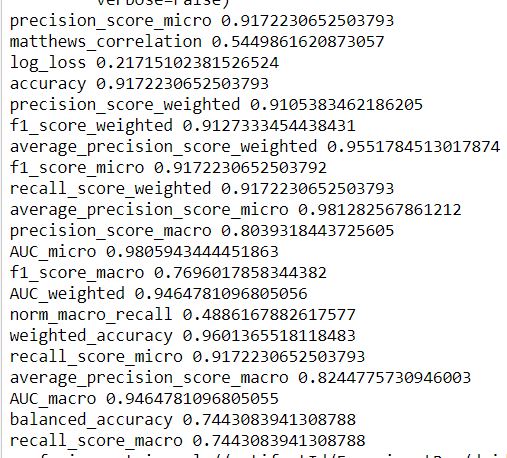 verbose=False)
precision_score_micro 0.9172230652503793
matthews_correlation 0.5449861620873057
log_loss 0.21715102381526524
accuracy 0.9172230652503793
precision_score_weighted 0.9105383462186205
f1_score_weighted 0.9127333454438431
average_precision_score_weighted 0.9551784513017874
f1_score_micro 0.9172230652503792
recall_score_weighted 0.9172230652503793
average_precision_score_micro 0.981282567861212
precision_score_macro 0.8039318443725605
AUC_micro 0.9805943444451863
f1_score_macro 0.7696017858344382
AUC_weighted 0.9464781096805056
norm_macro_recall 0.4886167882617577
weighted_accuracy 0.9601365518118483
recall_score_micro 0.9172230652503793
average_precision_score_macro 0.8244775730946003
AUC_macro 0.9464781096805055
balanced_accuracy 0.7443083941308788
recall_score_macro 0.7443083941308788